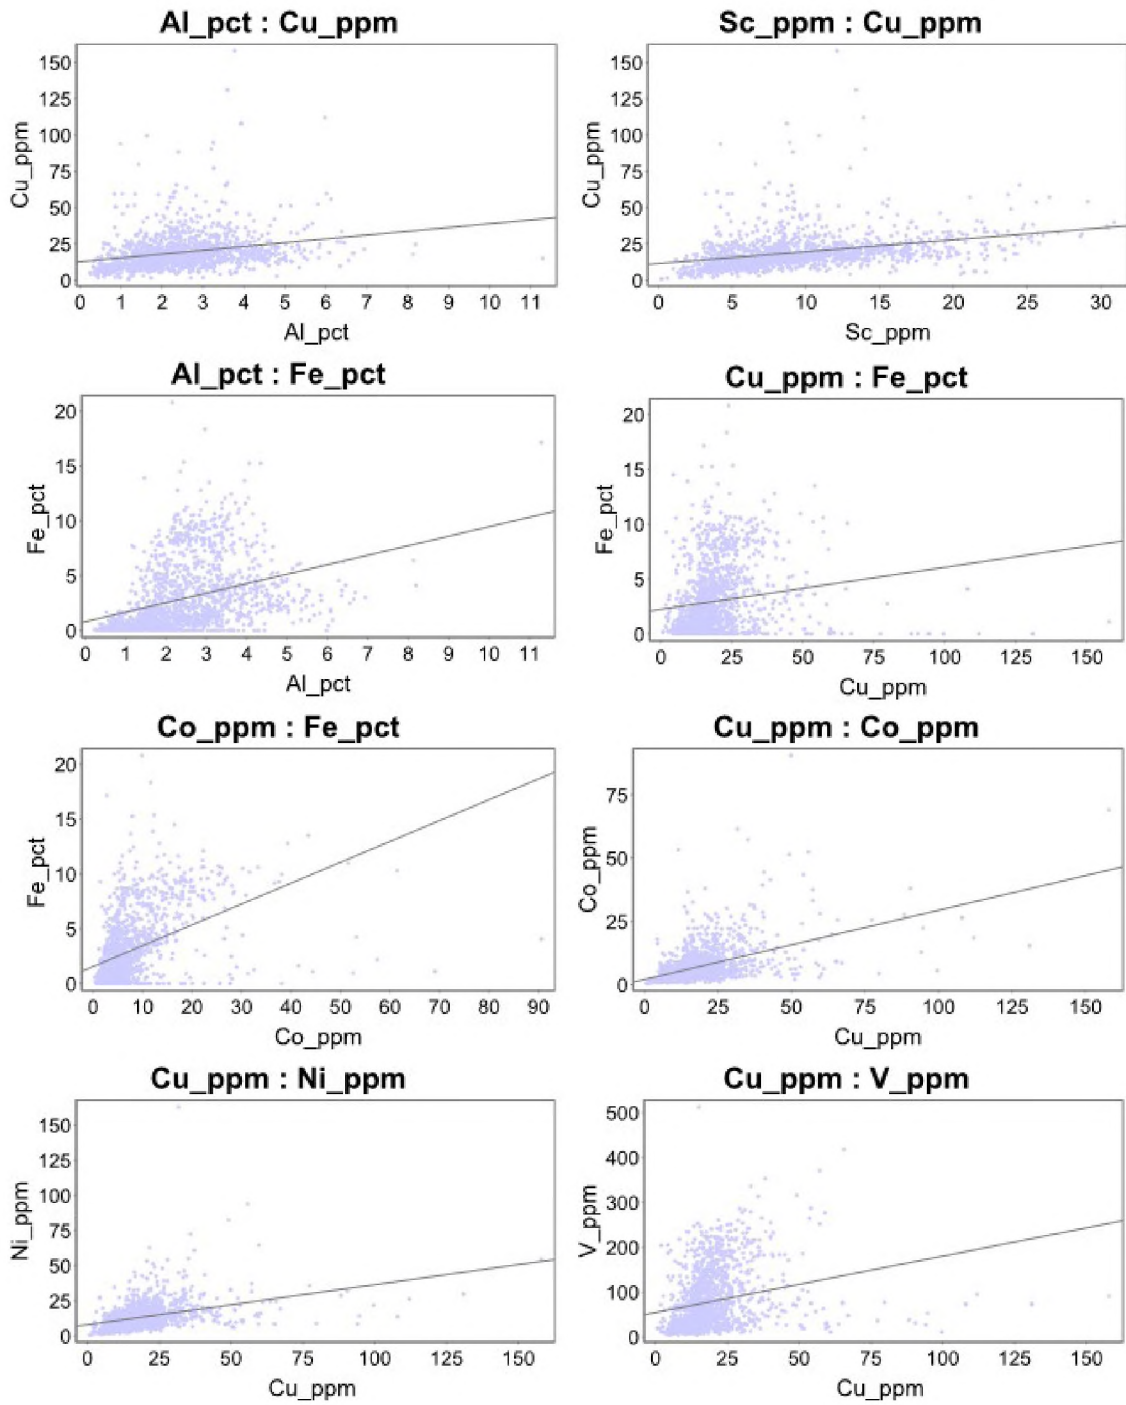 Al_pct : Cu_ppm
Cu_ppm
150
125
100
75
50
25
0
0 1 2 3 4 5 6 7 8 9 10 11
Al_pct
Sc_ppm : Cu_ppm
Cu_ppm
150
125
100
75
50
25
0
0 5 10 15 20 25 30
Sc_ppm
Al_pct : Fe_pct
Fe_pct
20
15
10
5
0
0 1 2 3 4 5 6 7 8 9 10 11
Al_pct
Cu_ppm : Fe_pct
Fe_pct
20
15
10
5
0
0 25 50 75 100 125 150
Cu_ppm
Co_ppm : Fe_pct
Fe_pct
20
15
10
5
0
0 10 20 30 40 50 60 70 80 90
Co_ppm
Cu_ppm : Co_ppm
Co_ppm
75
50
25
0
0 25 50 75 100 125 150
Cu_ppm
Cu_ppm : Ni_ppm
Ni_ppm
150
125
100
75
50
25
0
0 25 50 75 100 125 150
Cu_ppm
Cu_ppm : V_ppm
V_ppm
500
400
300
200
100
0
0 25 50 75 100 125 150
Cu_ppm